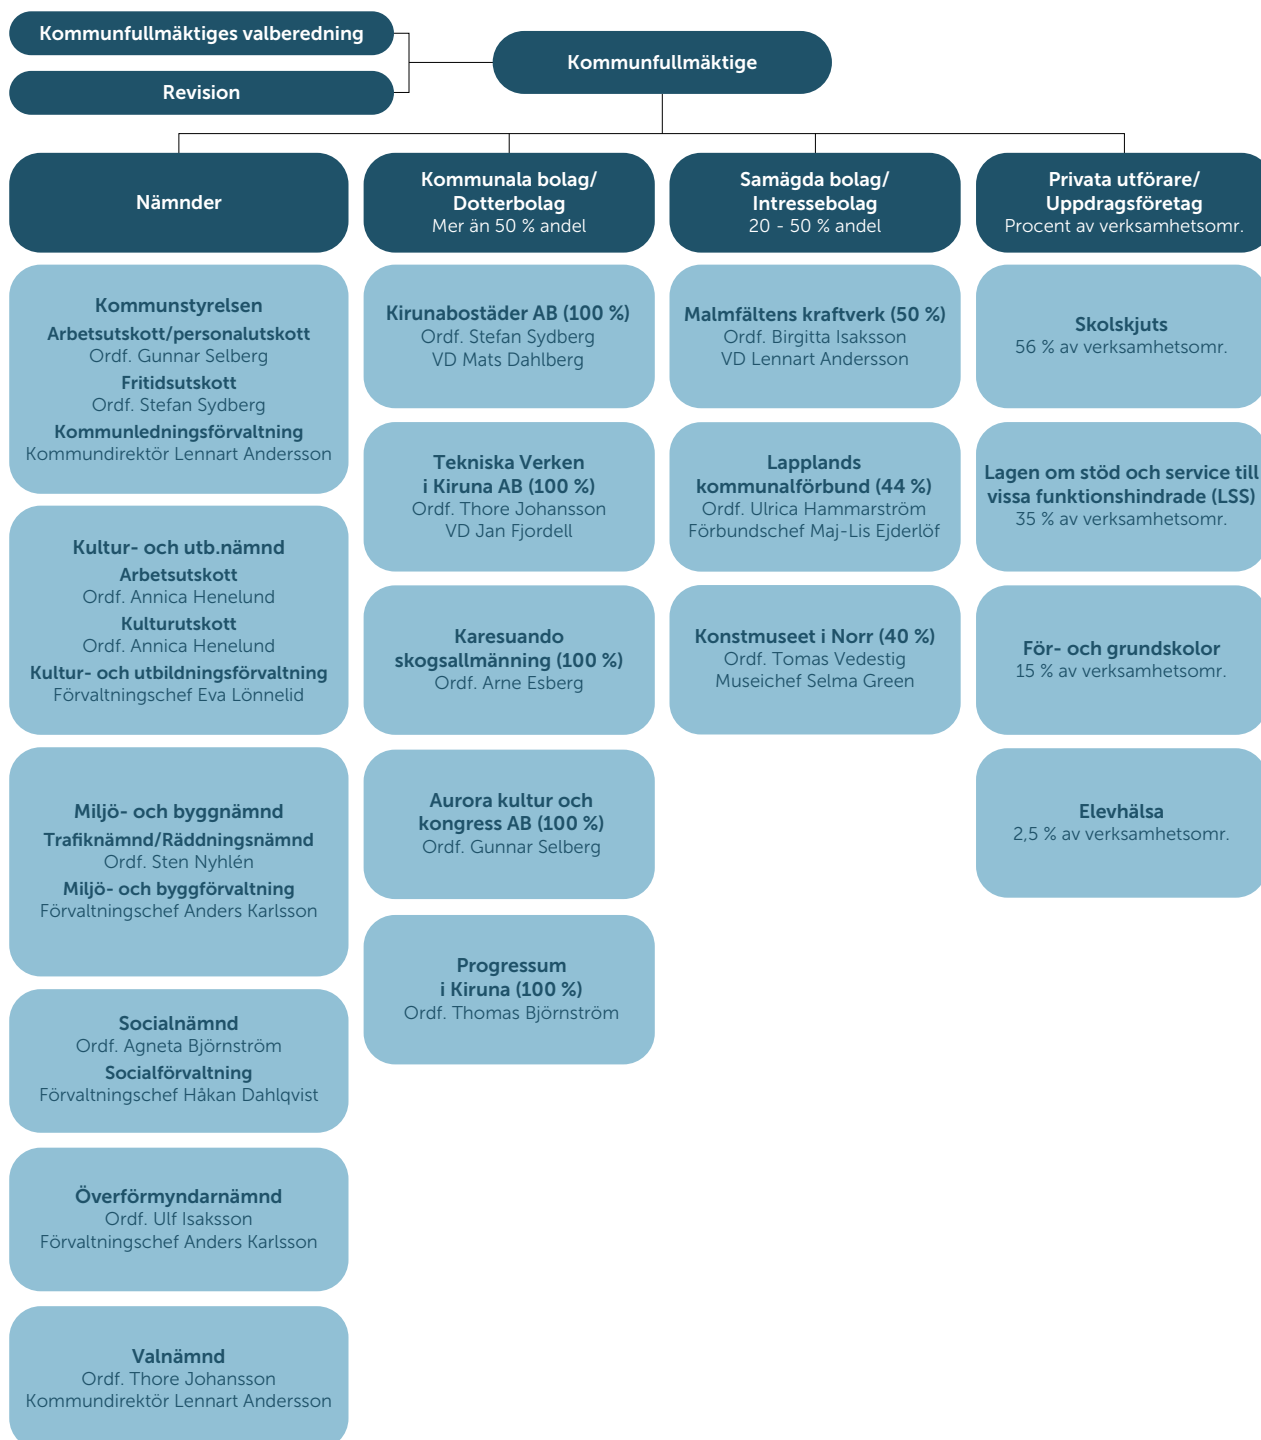 Kommunfullmäktiges valberedning
Revision
Kommunfullmäktige
Nämnder
Kommunstyrelsen
Arbetsutskott/personalutskott
Ordf. Gunnar Selberg
Fritidsutskott
Ordf. Stefan Sydberg
Kommunledningsförvaltning
Kommundirektör Lennart Andersson
Kultur- och utb.nämnd
Arbetsutskott
Ordf. Annica Henelund
Kulturutskott
Ordf. Annica Henelund
Kultur- och utbildningsförvaltning
Förvaltningschef Eva Lönnelid
Miljö- och byggnämnd
Trafiknämnd/Räddningsnämnd
Ordf. Sten Nyhlén
Miljö- och byggförvaltning
Förvaltningschef Anders Karlsson
Socialnämnd
Ordf. Agneta Björnström
Socialförvaltning
Förvaltningschef Håkan Dahlqvist
Överförmyndarnämnd
Ordf. Ulf Isaksson
Förvaltningschef Anders Karlsson
Valnämnd
Ordf. Thore Johansson
Kommundirektör Lennart Andersson
Kommunala bolag/
Dotterbolag
Mer än 50 % andel
Kirunabostäder AB (100 %)
Ordf. Stefan Sydberg
VD Mats Dahlberg
Tekniska Verken
i Kiruna AB (100 %)
Ordf. Thore Johansson
VD Jan Fjordell
Karesuando
skogsallmänning (100 %)
Ordf. Arne Esberg
Aurora kultur och
kongress AB (100 %)
Ordf. Gunnar Selberg
Progressum
i Kiruna (100 %)
Ordf. Thomas Björnström
Samägda bolag/
Intressebolag
20 - 50 % andel
Malmfältens kraftverk (50 %)
Ordf. Birgitta Isaksson
VD Lennart Andersson
Lapplands
kommunalförbund (44 %)
Ordf. Ulrica Hammarström
Förbundschef Maj-Lis Ejderlöf
Konstmuseet i Norr (40 %)
Ordf. Tomas Vedestig
Museichef Selma Green
Privata utförare/
Uppdragsföretag
Procent av verksamhetsomr.
Skolskjuts
56 % av verksamhetsomr.
Lagen om stöd och service till
vissa funktionshindrade (LSS)
35 % av verksamhetsomr.
För- och grundskolor
15 % av verksamhetsomr.
Elevhälsa
2,5 % av verksamhetsomr.